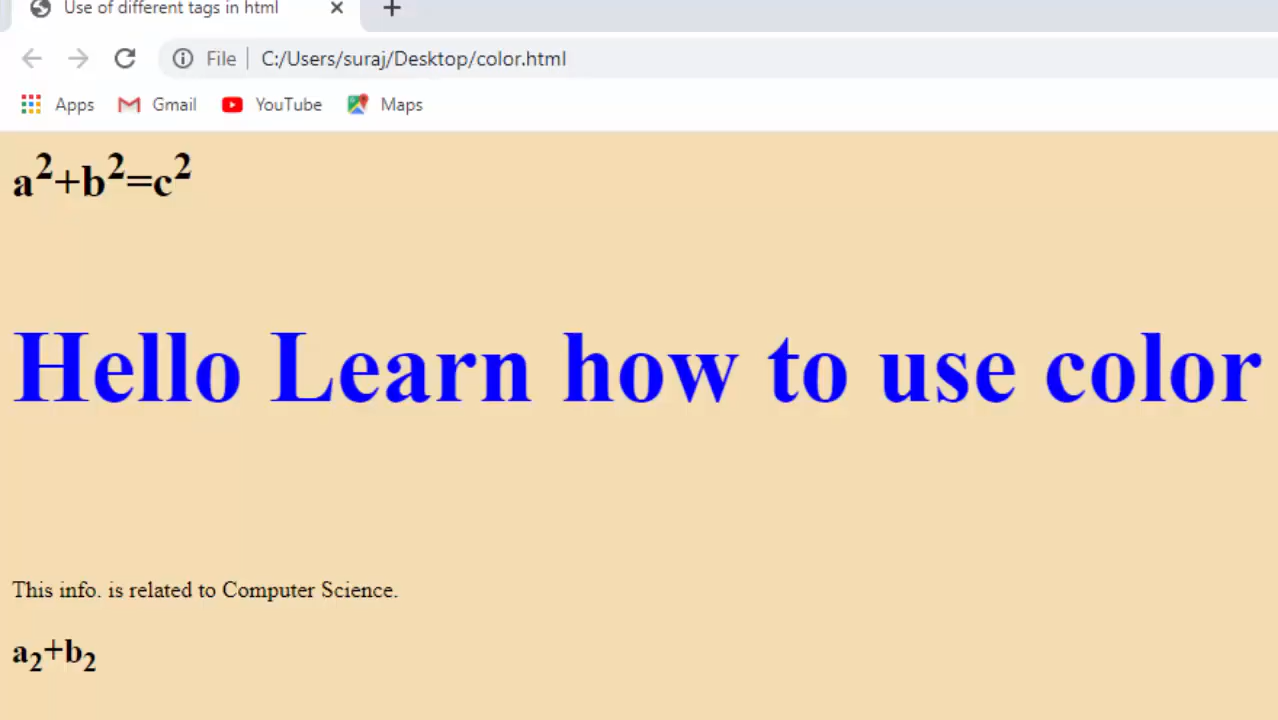 Use of different tags in html
File C:/Users/suraj/Desktop/color.html
Apps Gmail YouTube Maps
a²+b²=c²
Hello Learn how to use color
This info. is related to Computer Science.
a₂+b₂